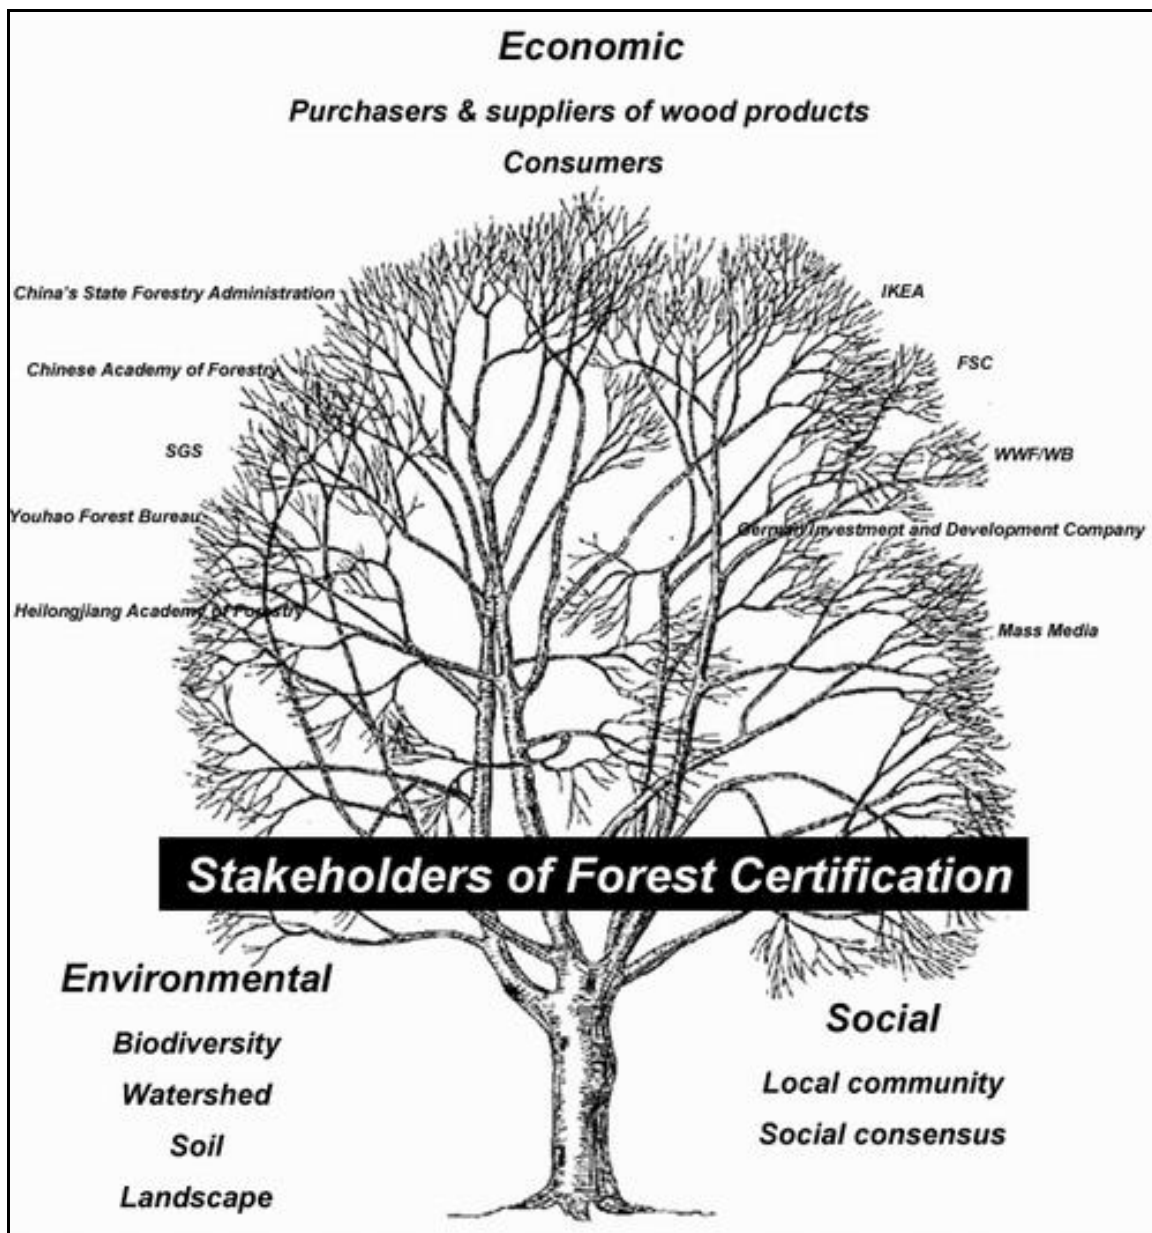 Economic
Purchasers & suppliers of wood products
Consumers
China's State Forestry Administration
IKEA
Chinese Academy of Forestry
FSC
SGS
WWF/WB
Youhao Forest Bureau
German Investment and Development Company
Heilongjiang Academy of Forestry
Mass Media
Stakeholders of Forest Certification
Environmental
Biodiversity
Watershed
Soil
Landscape
Social
Local community
Social consensus